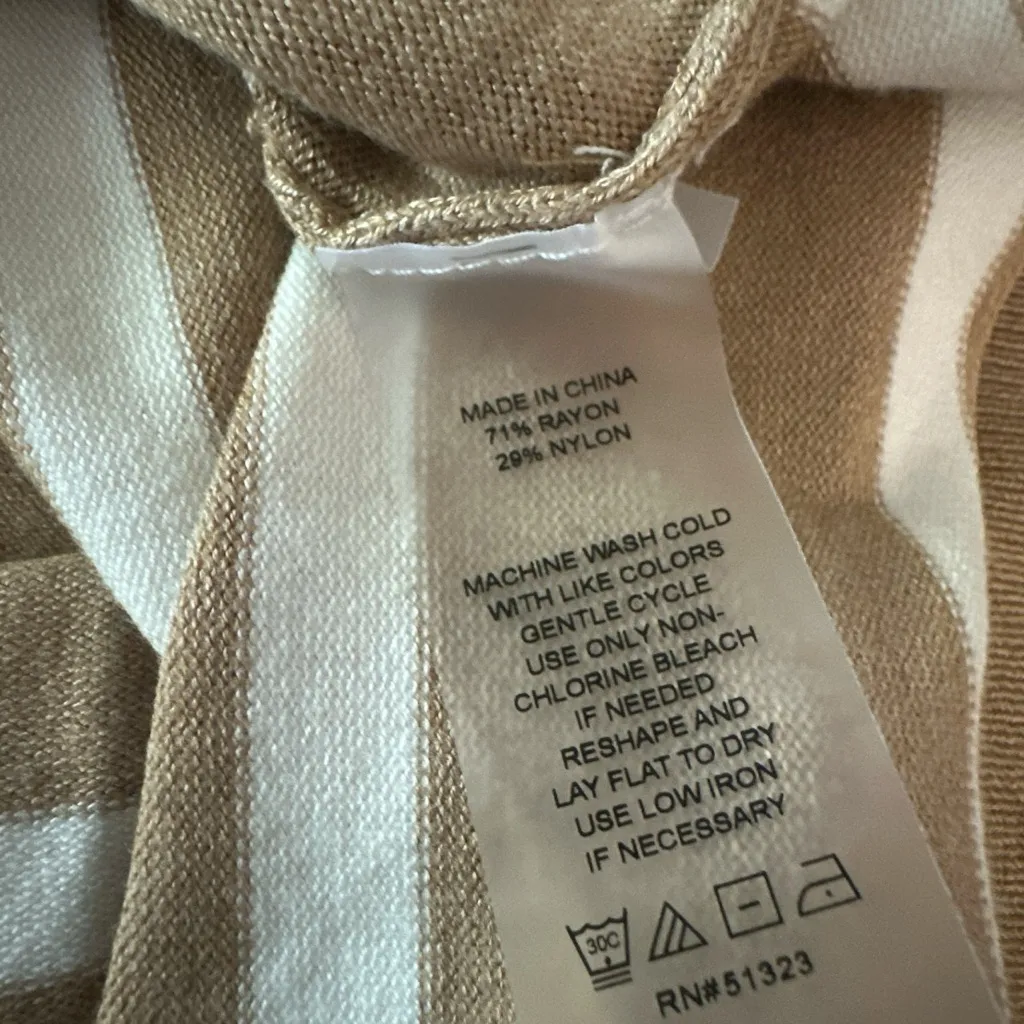 MADE IN CHINA
71% RAYON
29% NYLON
MACHINE WASH COLD
WITH LIKE COLORS
GENTLE CYCLE
USE ONLY NON-
CHLORINE BLEACH
IF NEEDED
RESHAPE AND
LAY FLAT TO DRY
USE LOW IRON
IF NECESSARY
30C
RN#51323